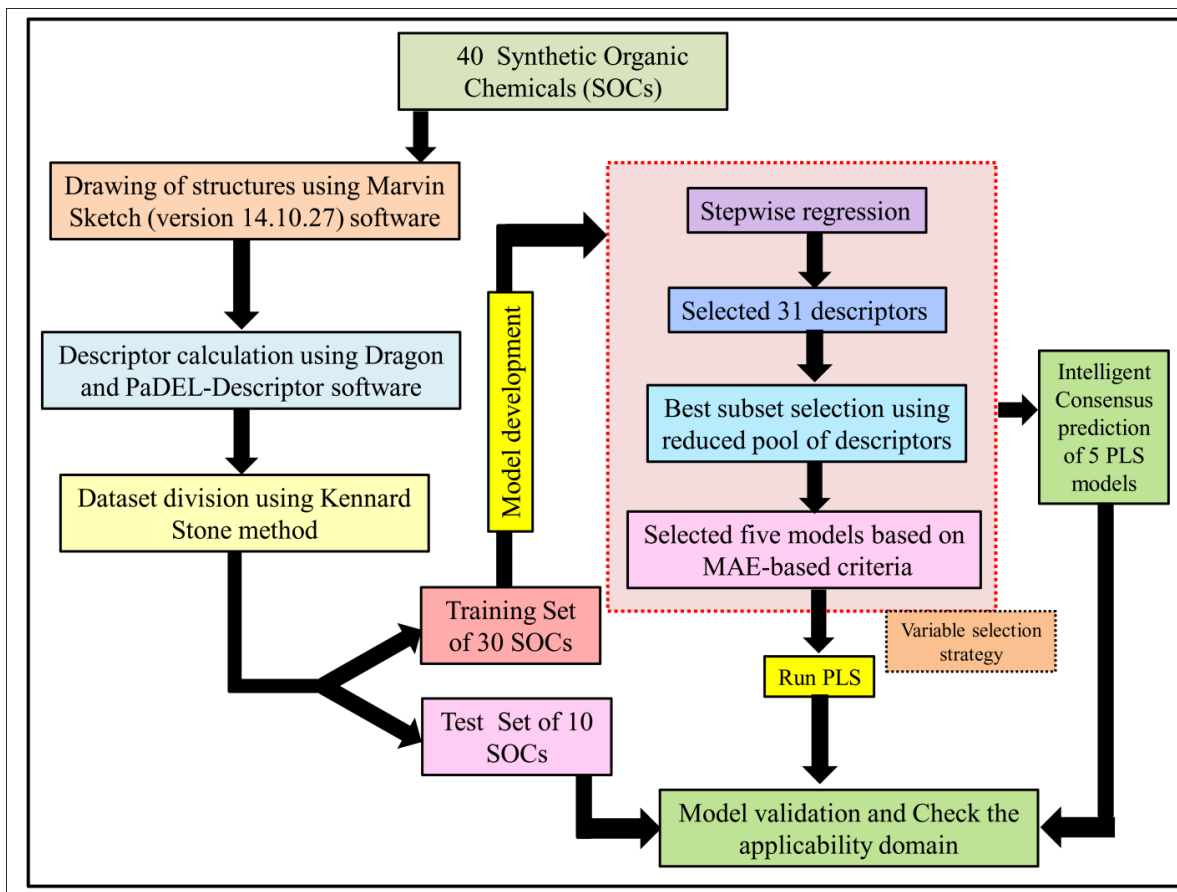 40 Synthetic Organic
Chemicals (SOCs)
Drawing of structures using Marvin
Sketch (version 14.10.27) software
Descriptor calculation using Dragon
and PaDEL-Descriptor software
Dataset division using Kennard
Stone method
Training Set
of 30 SOCs
Test Set of 10
SOCs
Model development
Stepwise regression
Selected 31 descriptors
Best subset selection using
reduced pool of descriptors
Selected five models based on
MAE-based criteria
Variable selection
strategy
Run PLS
Intelligent
Consensus
prediction
of 5 PLS
models
Model validation and Check the
applicability domain